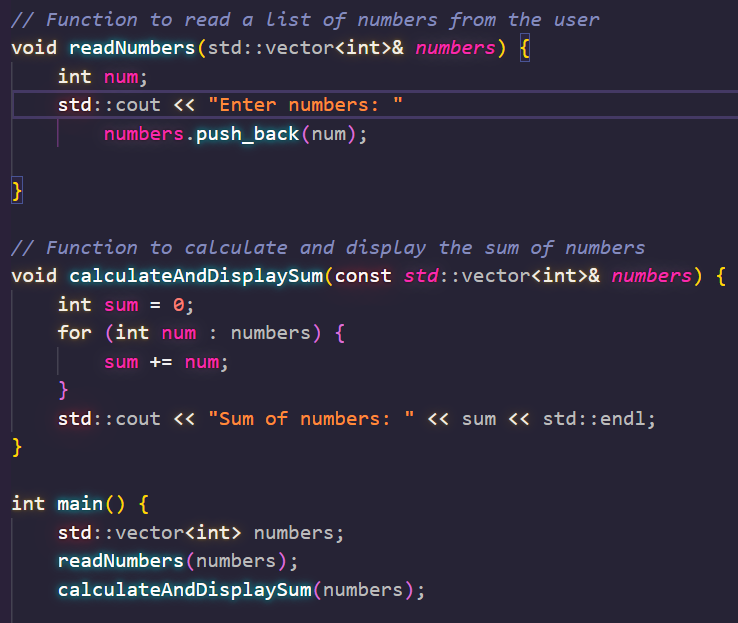 // Function to read a list of numbers from the user
void readNumbers(std::vector<int>& numbers) {
    int num;
    std::cout << "Enter numbers: "
        numbers.push_back(num);

}

// Function to calculate and display the sum of numbers
void calculateAndDisplaySum(const std::vector<int>& numbers) {
    int sum = 0;
    for (int num : numbers) {
        sum += num;
    }
    std::cout << "Sum of numbers: " << sum << std::endl;
}

int main() {
    std::vector<int> numbers;
    readNumbers(numbers);
    calculateAndDisplaySum(numbers);